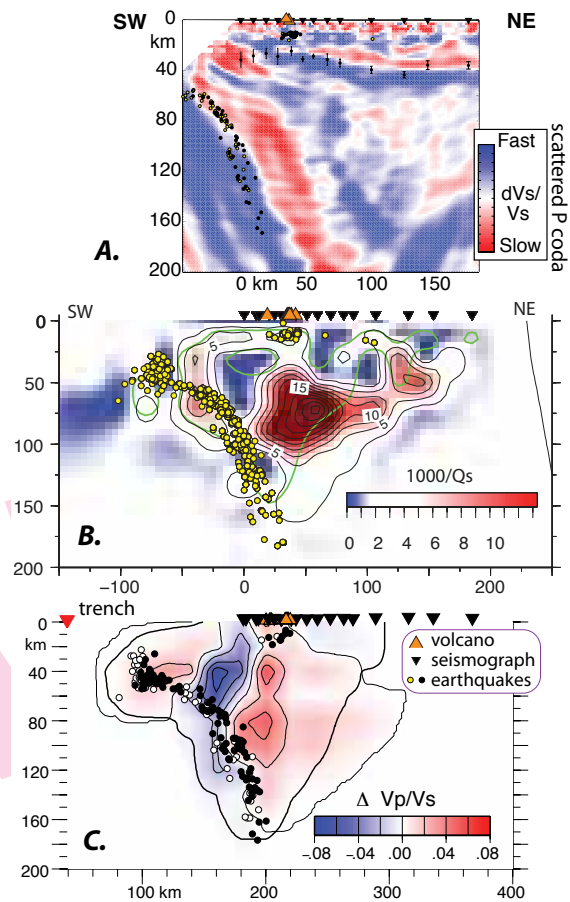 SW
NE
0
km
40
80
120
160
200
0 km
50
100
150
A.
Fast
dVs/
Vs
Slow
scattered P coda
SW
NE
0
50
100
150
200
5
15
10
5
5
1000/Qs
0 2 4 6 8 10
B.
−100 0 100 200
trench
0
km
40
80
120
160
200
volcano
seismograph
earthquakes
Δ Vp/Vs
-.08 -.04 .00 .04 0.08
C.
100 km 200 300 400